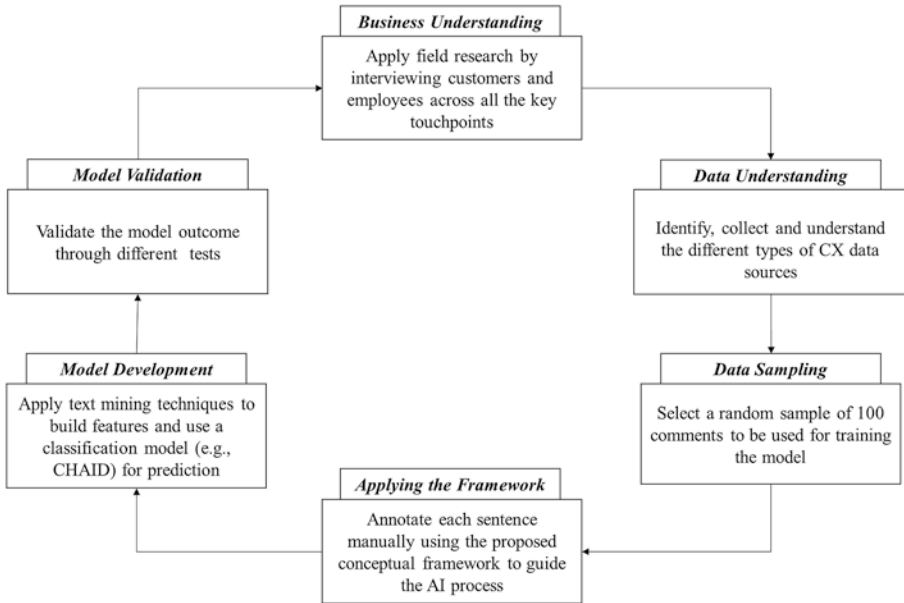 Business Understanding
Apply field research by
interviewing customers and
employees across all the key
touchpoints
Data Understanding
Identify, collect and understand
the different types of CX data
sources
Data Sampling
Select a random sample of 100
comments to be used for training
the model
Applying the Framework
Annotate each sentence
manually using the proposed
conceptual framework to guide
the AI process
Model Development
Apply text mining techniques to
build features and use a
classification model (e.g.,
CHAID) for prediction
Model Validation
Validate the model outcome
through different tests